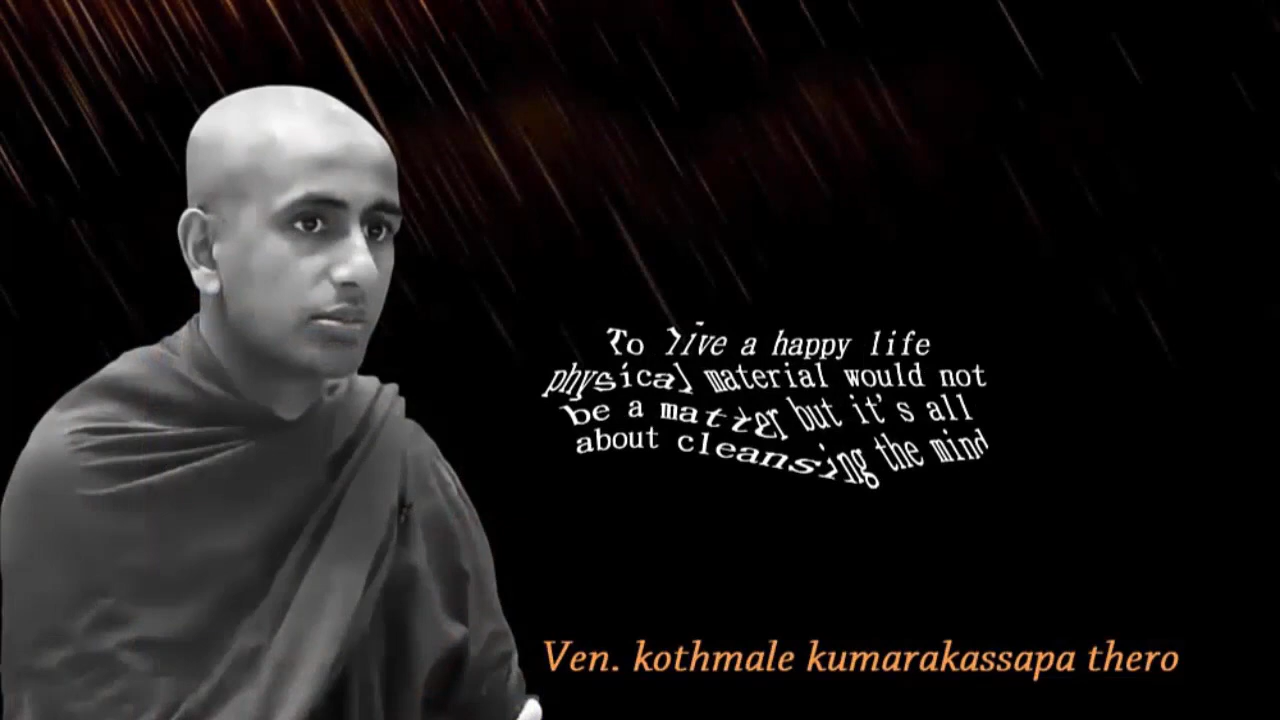 To live a happy life
physical material would not
be a matter but it's all
about cleansing the mind
Ven. kothmale kumarakassapa thero